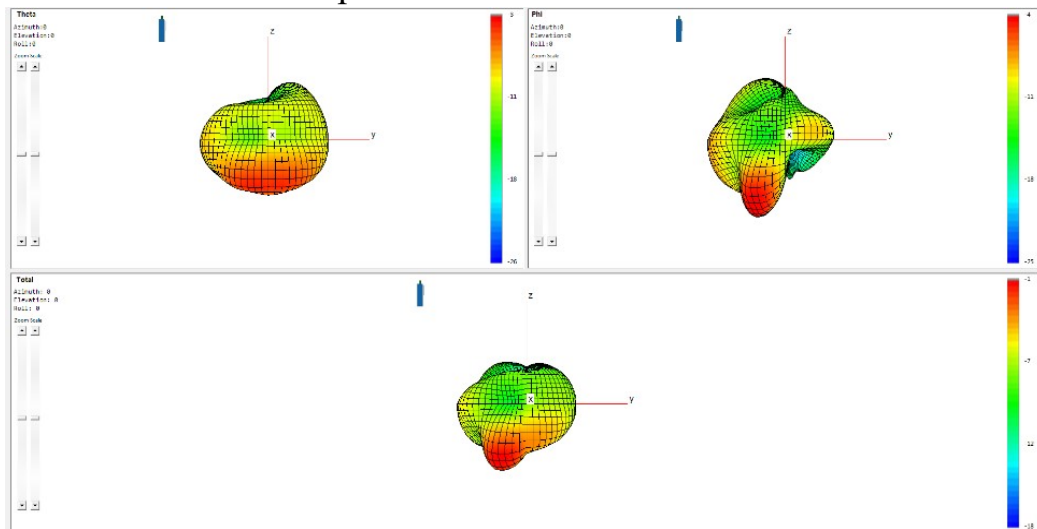 Theta
Azimuth:0
Elevation:0
Roll:0
Zoom Scale
z
x
y
-11
-18
-26
Phi
Azimuth:0
Elevation:0
Roll:0
Zoom Scale
z
x
y
-4
-11
-18
-25
Total
Azimuth: 0
Elevation: 0
Roll: 0
Zoom Scale
z
x
y
-1
-7
-12
-18